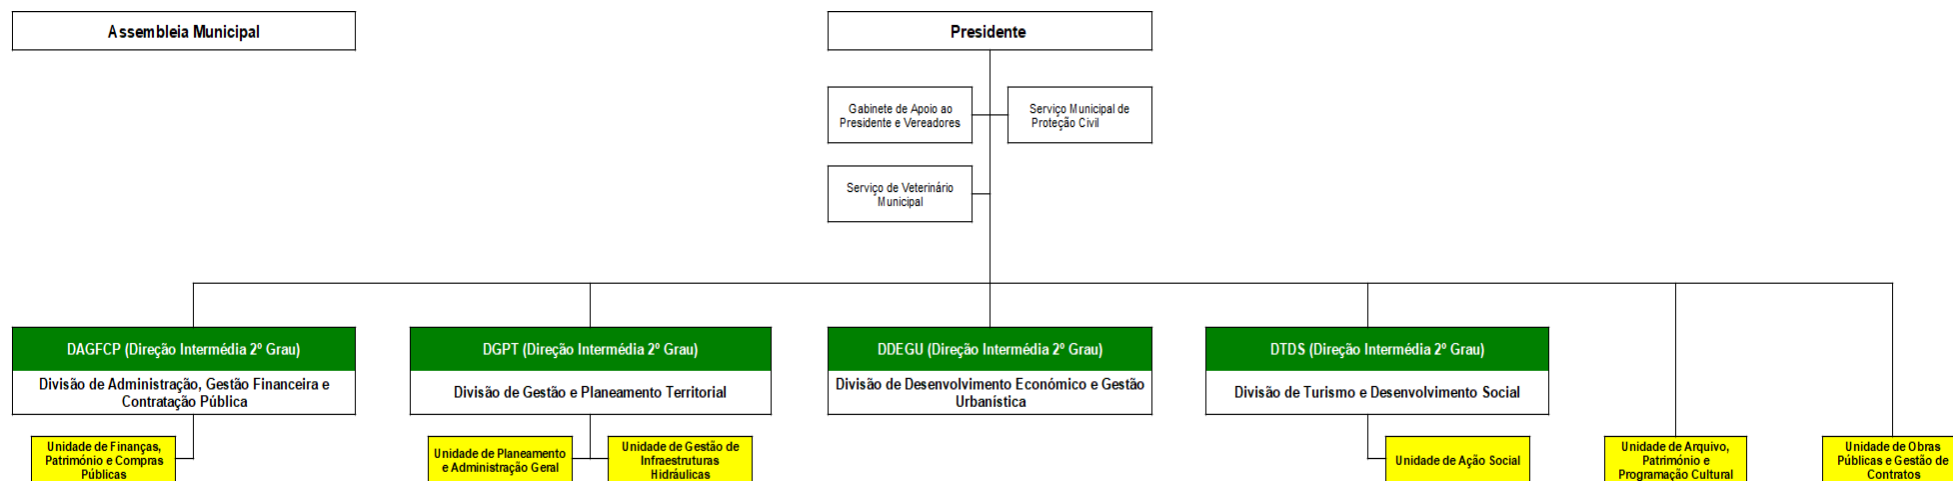 Assembleia Municipal
Presidente
Gabinete de Apoio ao
Presidente e Vereadores
Serviço Municipal de
Proteção Civil
Serviço de Veterinário
Municipal
DAGFCP (Direção Intermédia 2º Grau)
Divisão de Administração, Gestão Financeira e
Contratação Pública
DGPT (Direção Intermédia 2º Grau)
Divisão de Gestão e Planeamento Territorial
DDEGU (Direção Intermédia 2º Grau)
Divisão de Desenvolvimento Económico e Gestão
Urbanística
DTDS (Direção Intermédia 2º Grau)
Divisão de Turismo e Desenvolvimento Social
Unidade de Finanças,
Património e Compras
Públicas
Unidade de Planeamento
e Administração Geral
Unidade de Gestão de
Infraestruturas
Hidráulicas
Unidade de Ação Social
Unidade de Arquivo,
Património e
Programação Cultural
Unidade de Obras
Públicas e Gestão de
Contratos